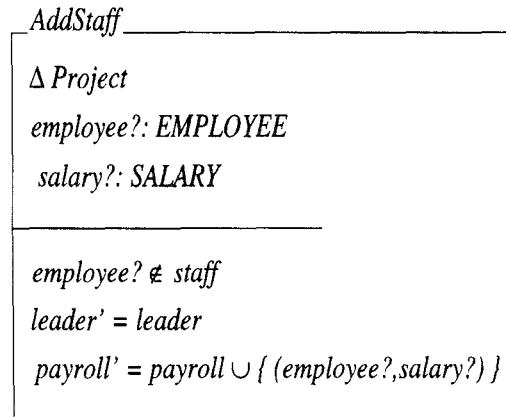 AddStaff
Δ Project
employee?: EMPLOYEE
salary?: SALARY
employee? ∉ staff
leader’ = leader
payroll’ = payroll ∪ { (employee?,salary?) }